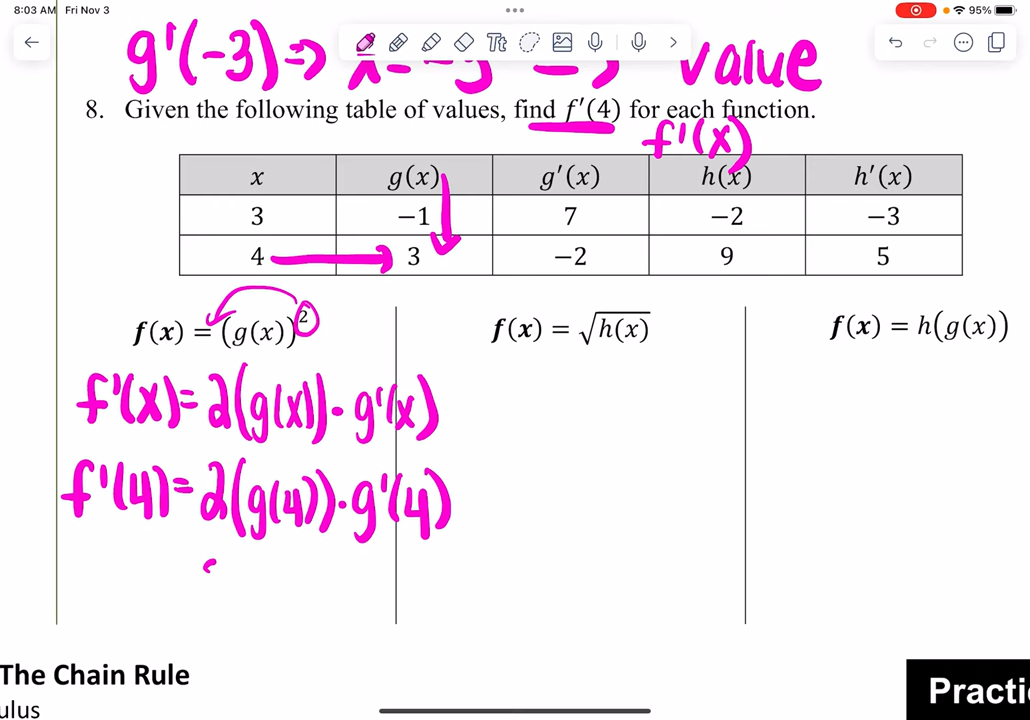 8:03 AM Fri Nov 3 95%
g'(-3) => value
8. Given the following table of values, find f′(4) for each function.
f'(x)
x g(x) g′(x) h(x) h′(x)
3 −1 7 −2 −3
4 3 −2 9 5
f(x) = (g(x))² f(x) = √h(x) f(x) = h(g(x))
f'(x) = 2(g(x)) · g'(x)
f'(4) = 2(g(4)) · g'(4)
The Chain Rule
Practi
ulus